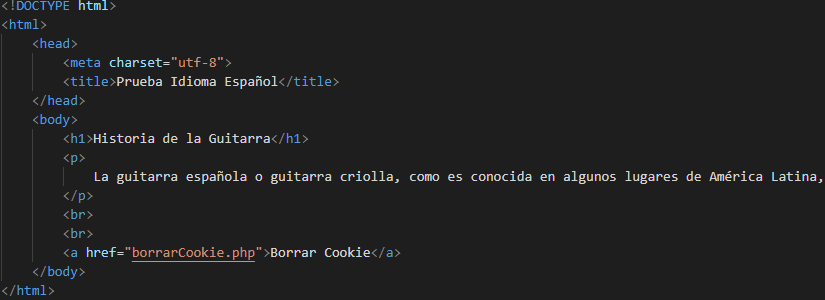 <!DOCTYPE html>
<html>
<head>
<meta charset="utf-8">
<title>Prueba Idioma Español</title>
</head>
<body>
<h1>Historia de la Guitarra</h1>
<p>
La guitarra española o guitarra criolla, como es conocida en algunos lugares de América Latina,
</p>
<br>
<br>
<a href="borrarCookie.php">Borrar Cookie</a>
</body>
</html>